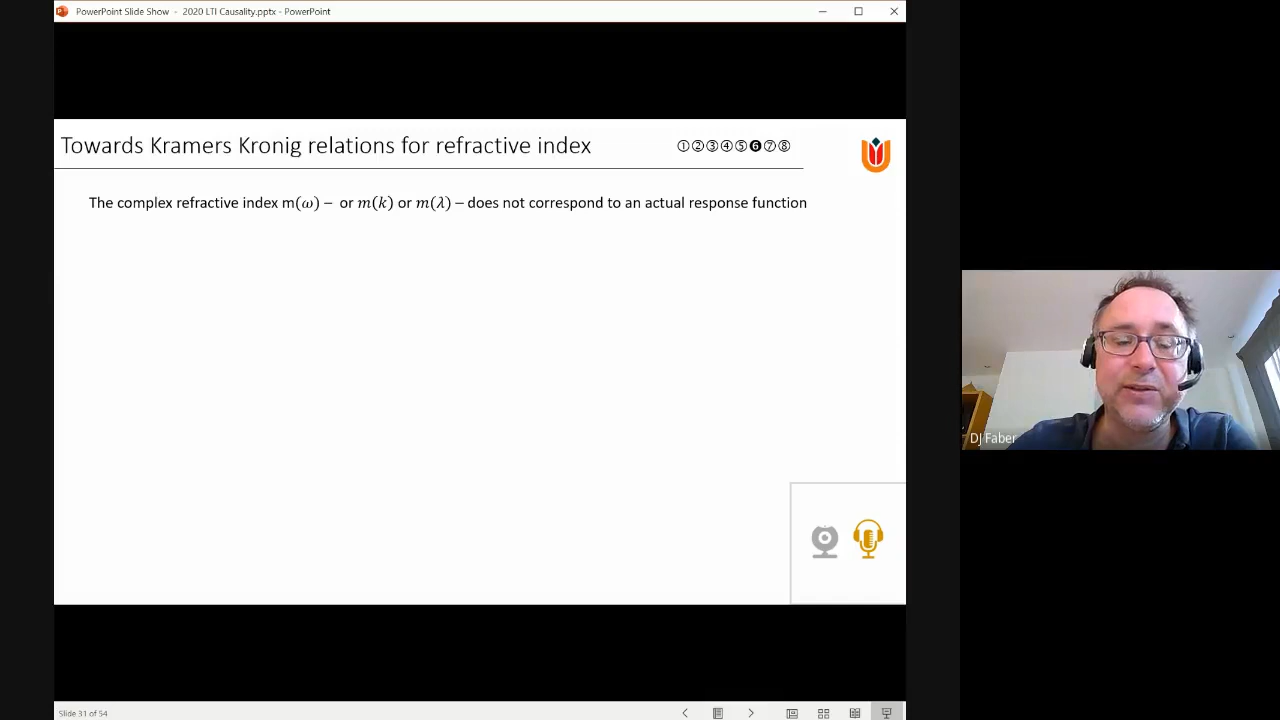 PowerPoint Slide Show - 2020 LTI Causality.pptx - PowerPoint
Towards Kramers Kronig relations for refractive index ①②③④⑤❻⑦⑧
The complex refractive index m(ω) − or m(k) or m(λ) − does not correspond to an actual response function
DJ Faber
Slide 31 of 54